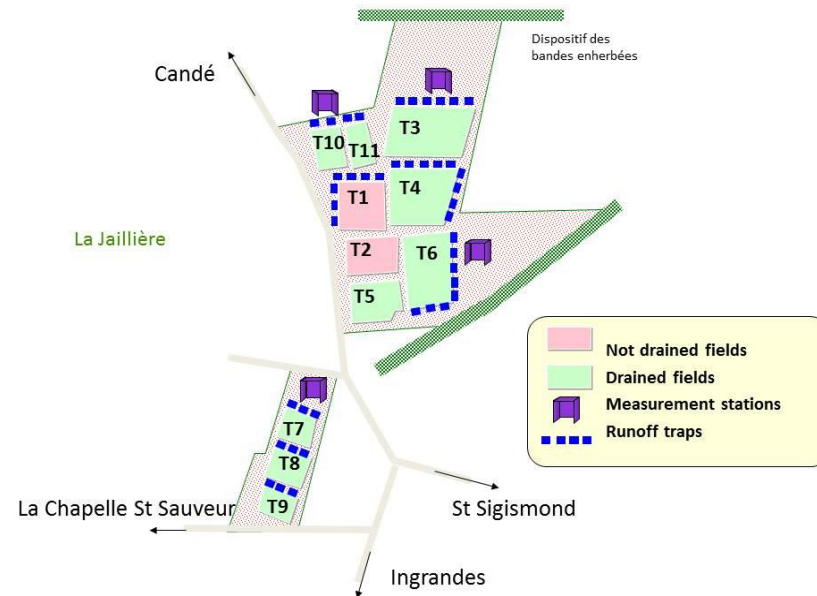 Dispositif des
bandes enherbées
Candé
T3
T10
T11
T4
T1
La Jaillière
T2
T6
T5
Not drained fields
Drained fields
Measurement stations
Runoff traps
T7
T8
T9
La Chapelle St Sauveur
St Sigismond
Ingrandes